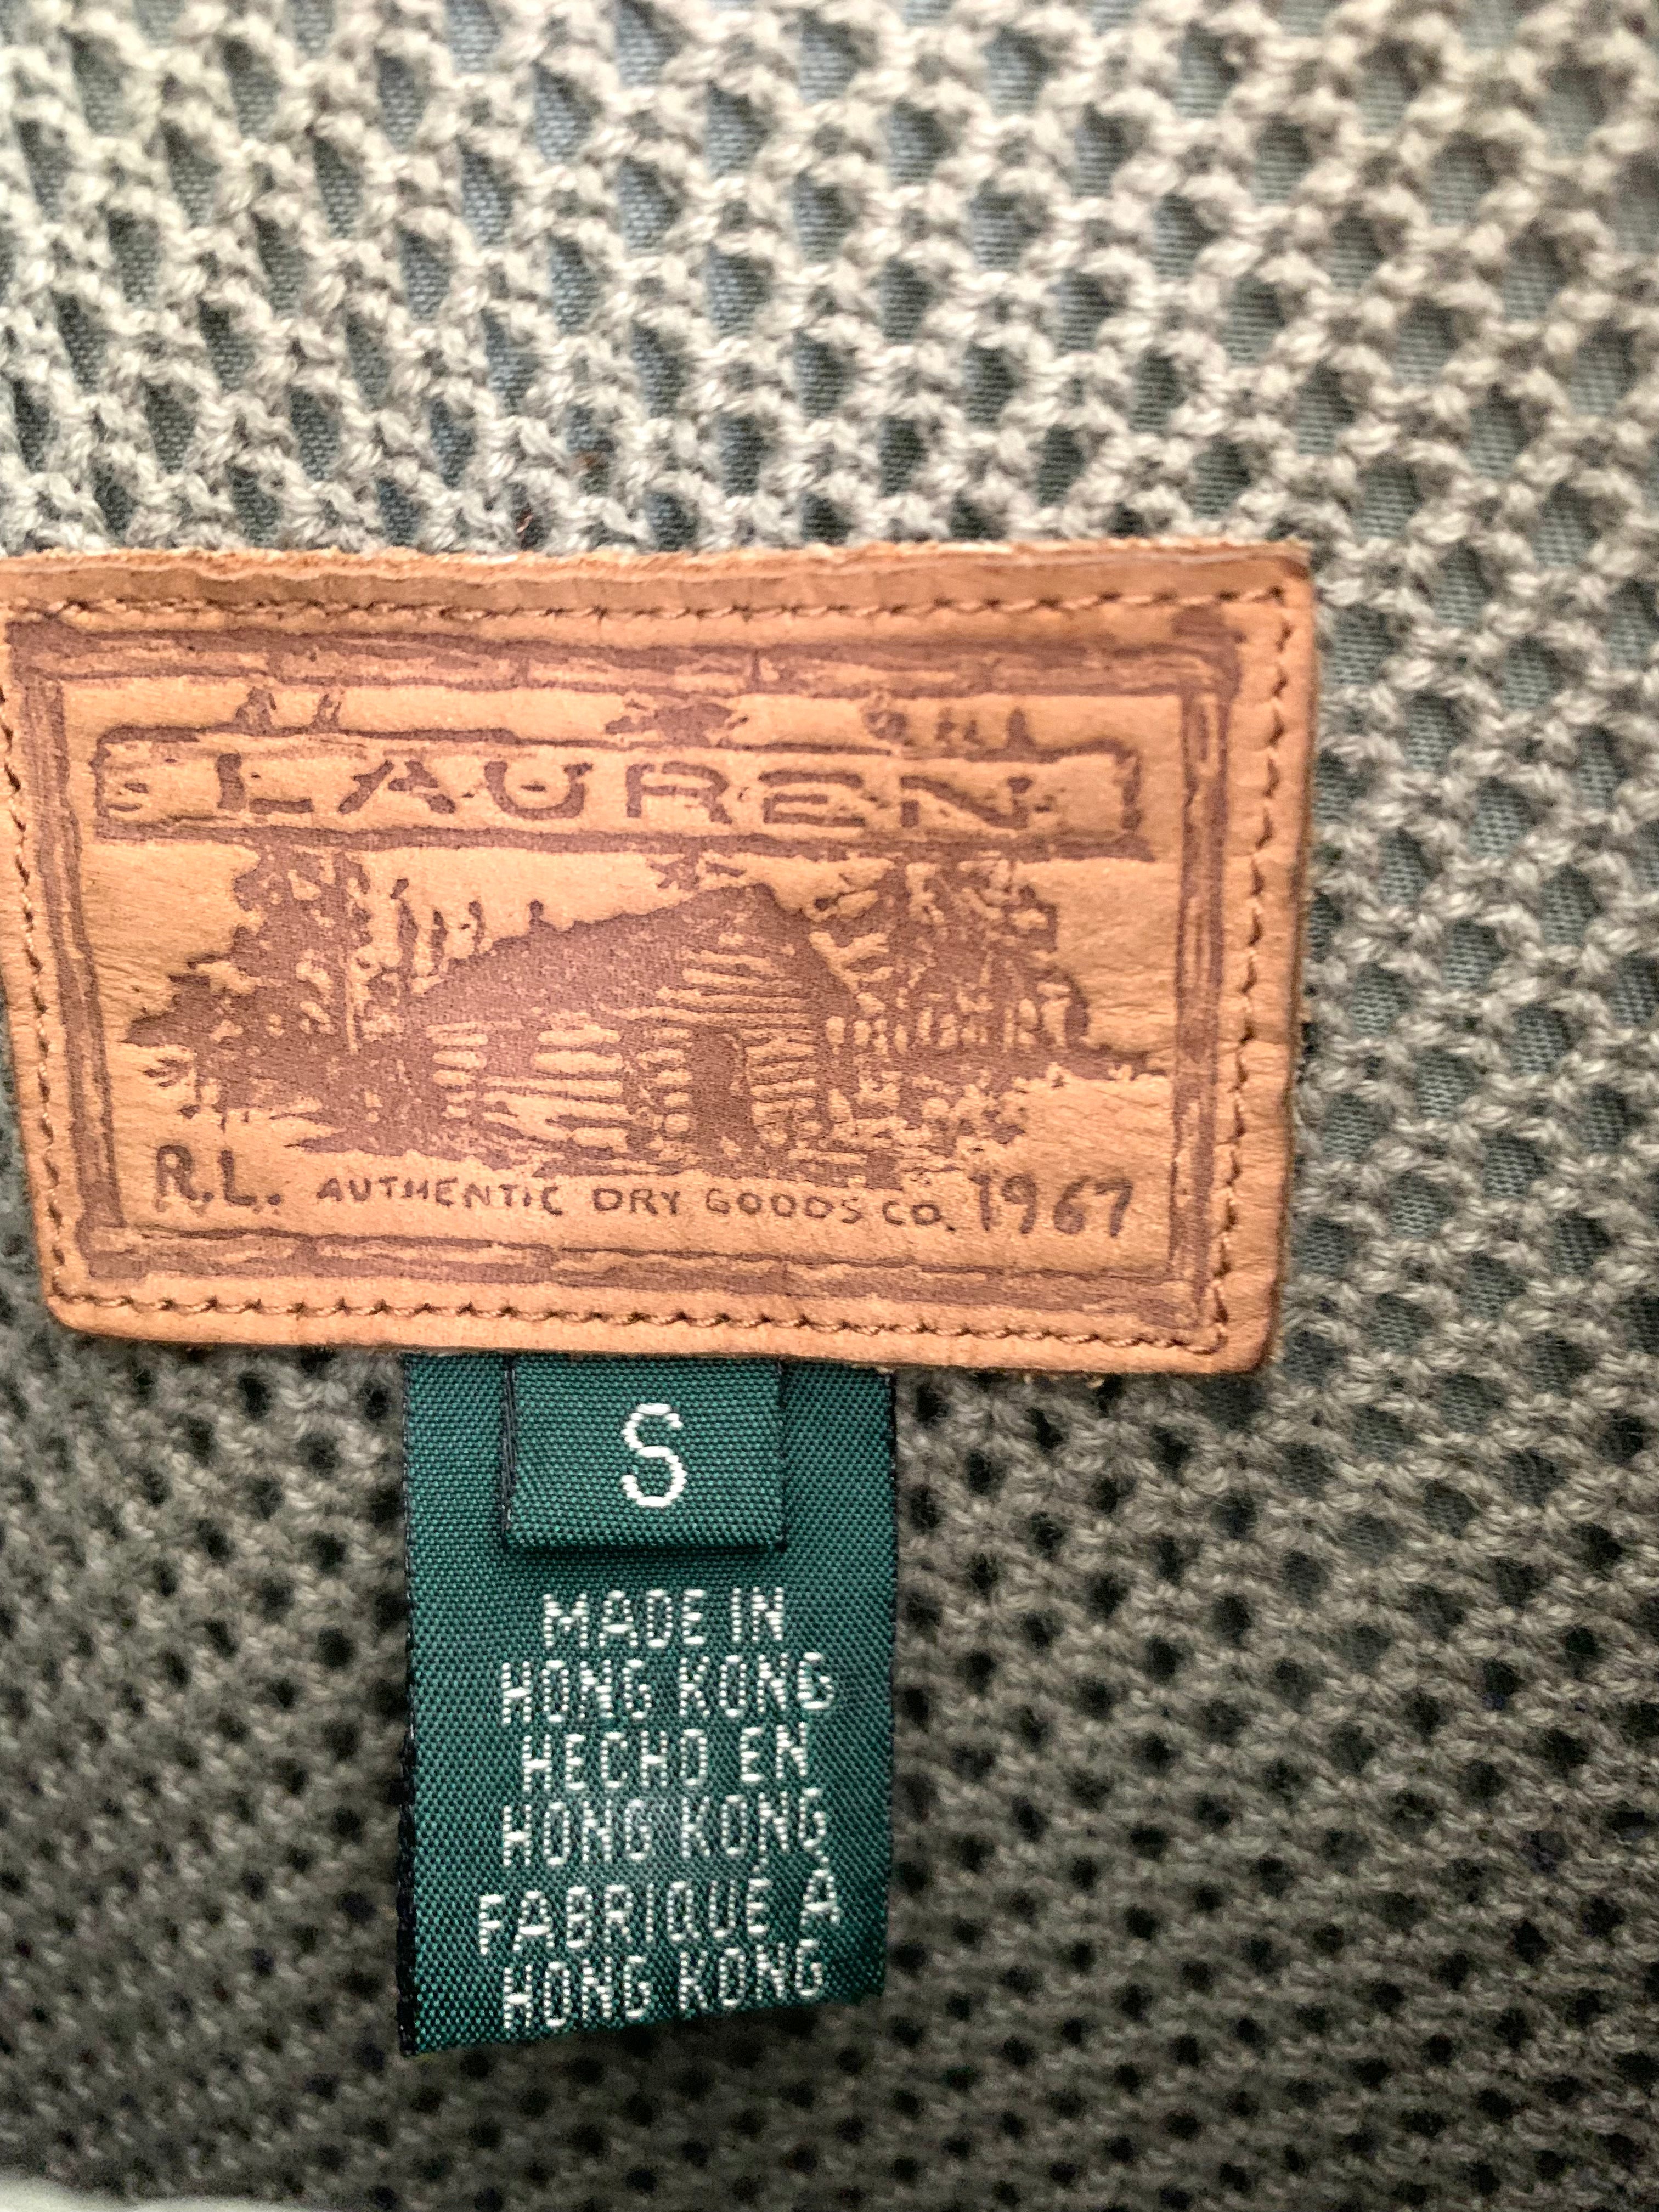 LAUREN
R.L. AUTHENTIC DRY GOODS CO. 1967
S
MADE IN
HONG KONG
HECHO EN
HONG KONG
FABRIQUÉ À
HONG KONG